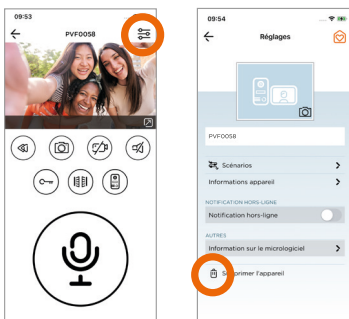 09:53
PVF0058
09:54
Réglages
PVF0058
Scénarios
Informations appareil
NOTIFICATION HORS-LIGNE
Notification hors-ligne
AUTRES
Information sur le micrologiciel
Supprimer l'appareil